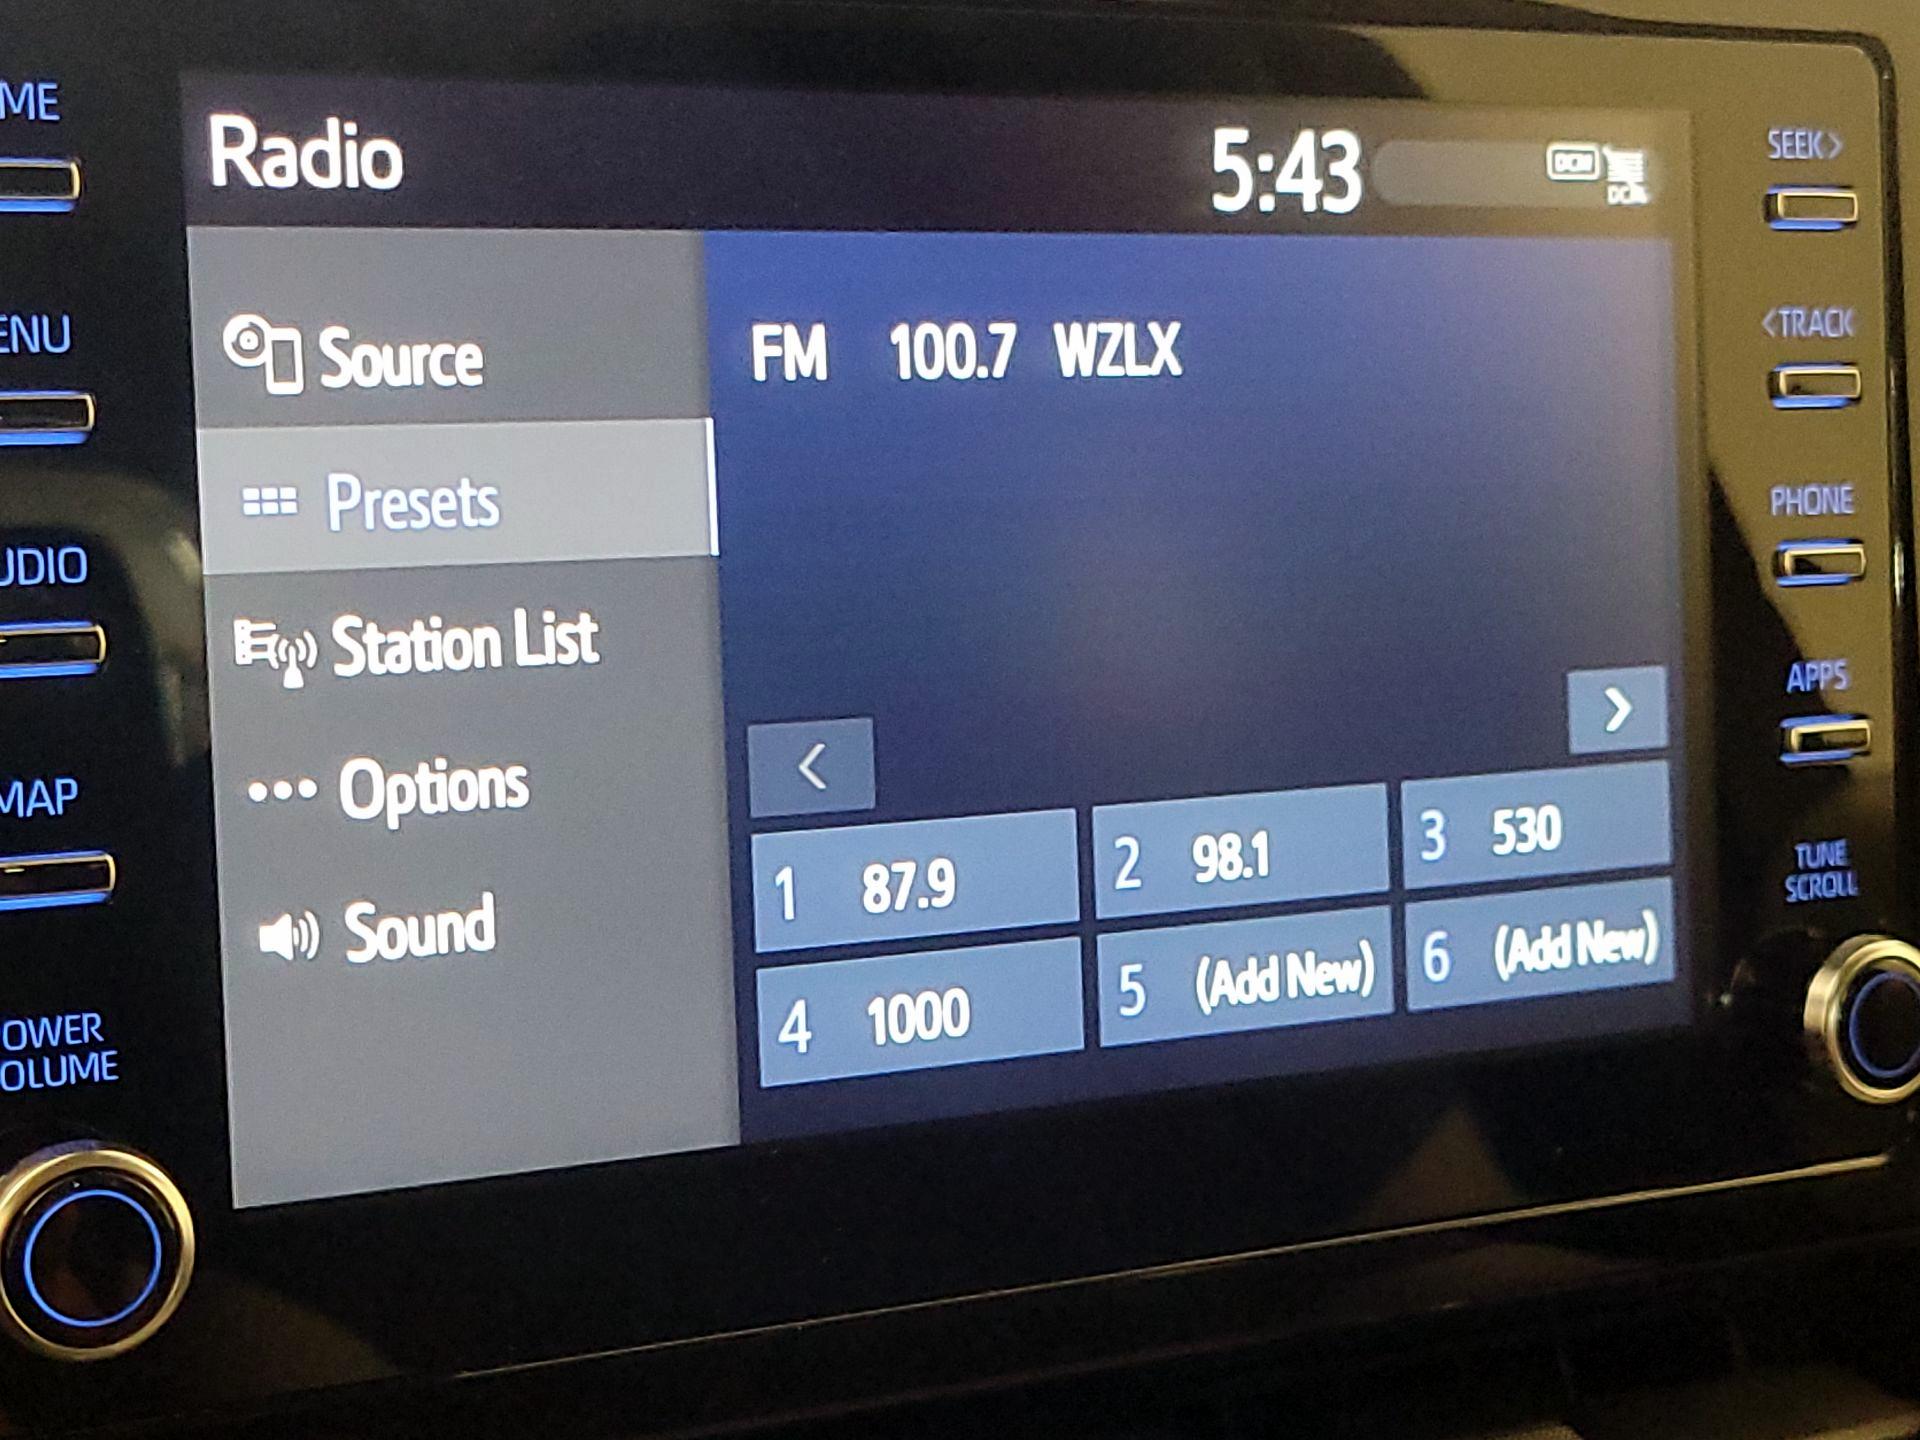 Radio
5:43
DCM
DCM
Source
Presets
Station List
Options
Sound
FM 100.7 WZLX
<
>
1 87.9
2 98.1
3 530
4 1000
5 (Add New)
6 (Add New)
ME
ENU
UDIO
MAP
OWER
OLUME
SEEK >
< TRACK
PHONE
APPS
TUNE
SCROLL